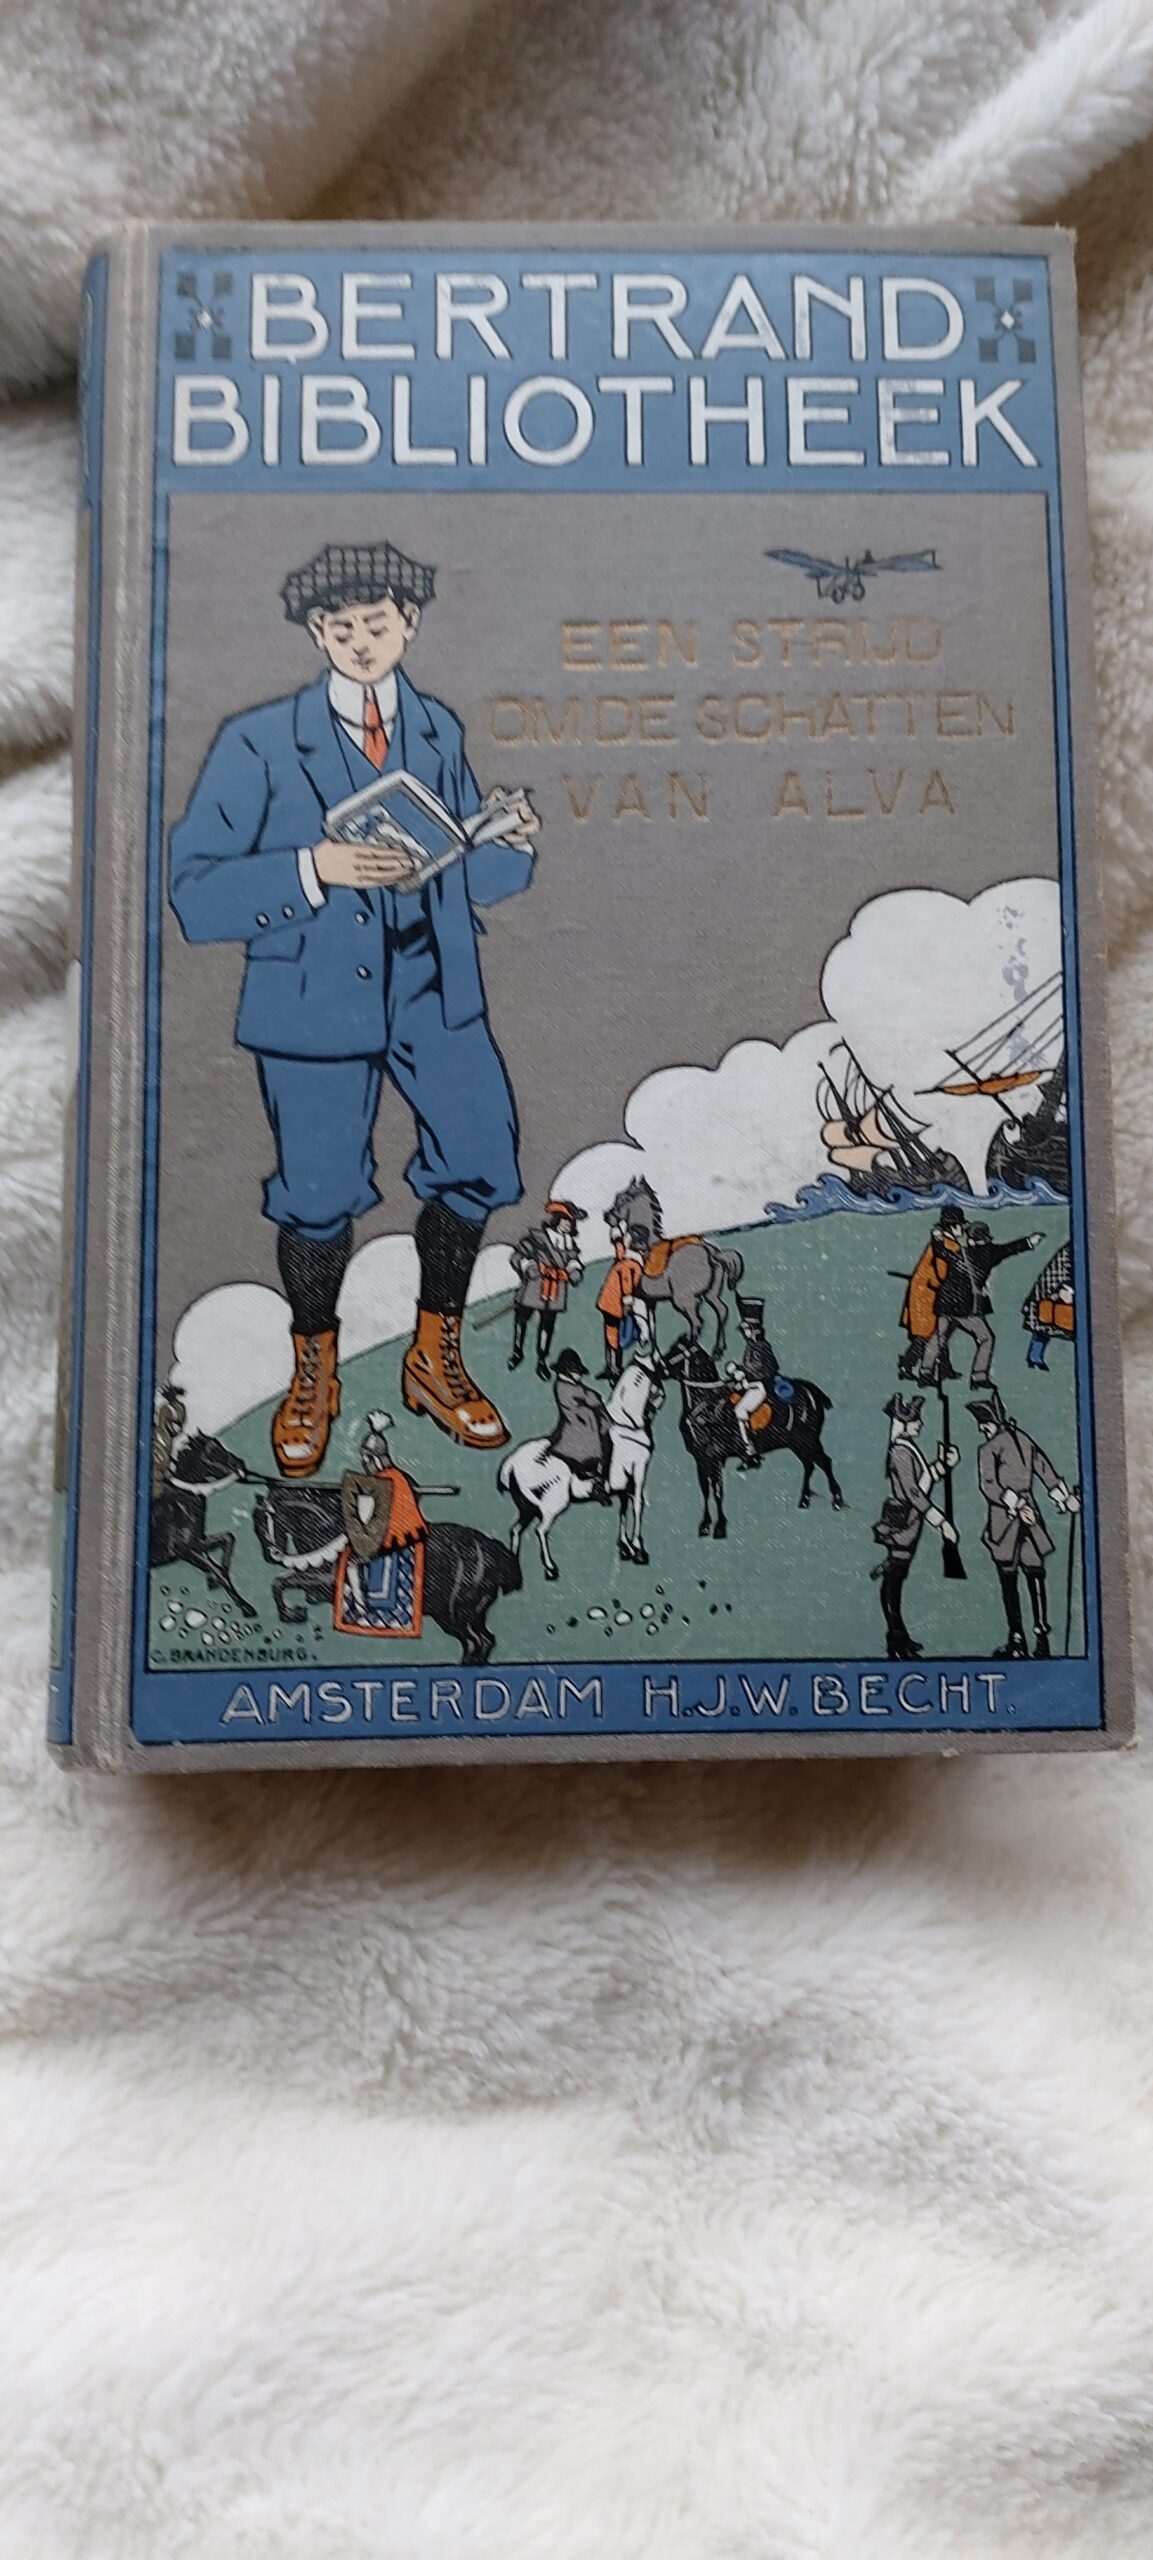 BERTRAND
BIBLIOTHEEK
EEN STRIJD
OM DE SCHATTEN
VAN ALVA
C. BRANDENBURG.
AMSTERDAM H.J.W. BECHT.